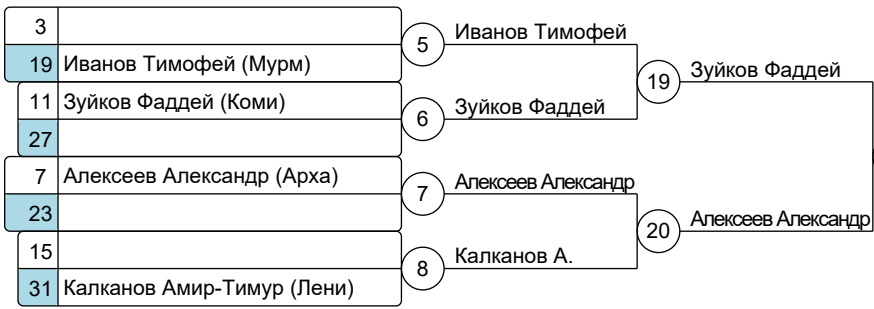 3
19 Иванов Тимофей (Мурм)
11 Зуйков Фаддей (Коми)
27
7 Алексеев Александр (Арха)
23
15
31 Калканов Амир-Тимур (Лени)
5 Иванов Тимофей
6 Зуйков Фаддей
7 Алексеев Александр
8 Калканов А.
19 Зуйков Фаддей
20 Алексеев Александр